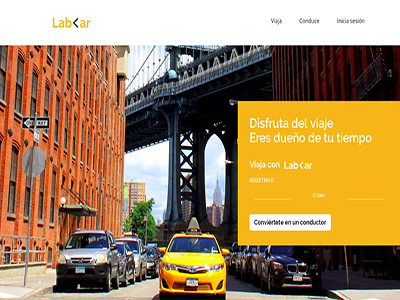 Lab<ar
Viaja Conduce Inicia sesión
Disfruta del viaje
Eres dueño de tu tiempo
Viaja con Lab<ar
REGÍSTRATE
O bien
Conviértete en un conductor